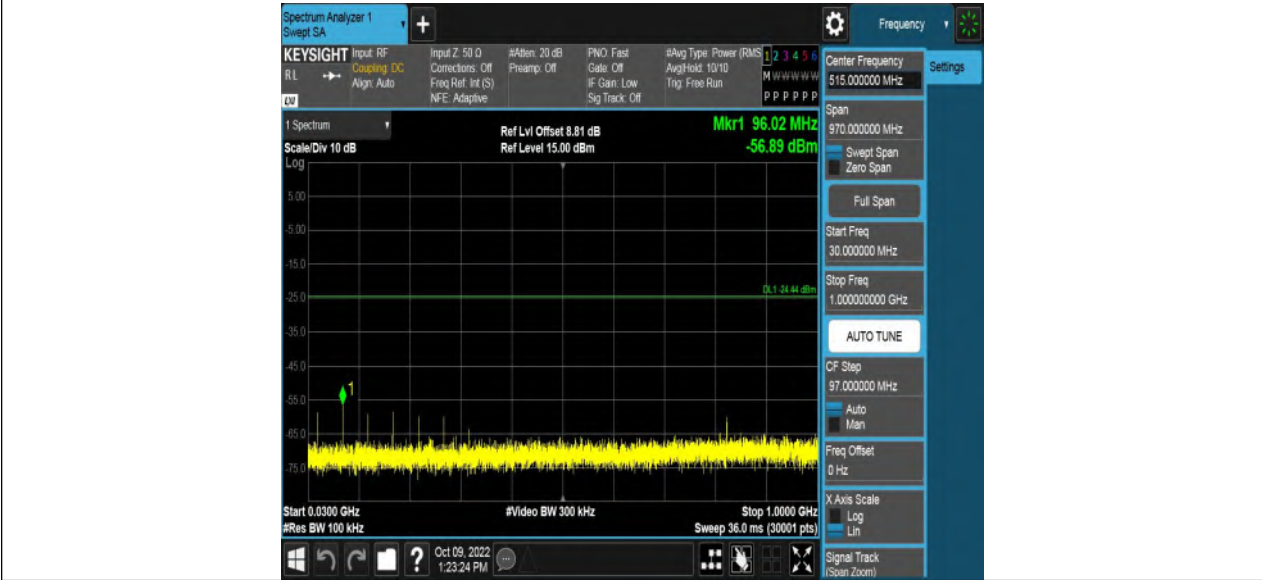 Spectrum Analyzer 1
Swept SA
+
Frequency
KEYSIGHT
RL
LXI
Input: RF
Coupling: DC
Align: Auto
Input Z: 50 Ω
Corrections: Off
Freq Ref: Int (S)
NFE: Adaptive
#Atten: 20 dB
Preamp: Off
PNO: Fast
Gate: Off
IF Gain: Low
Sig Track: Off
#Avg Type: Power (RMS
Avg|Hold: 10/10
Trig: Free Run
1 2 3 4 5 6
M W W W W W
P P P P P P
1 Spectrum
Scale/Div 10 dB
Log
Ref Lvl Offset 8.81 dB
Ref Level 15.00 dBm
Mkr1 96.02 MHz
-56.89 dBm
5.00
-5.00
-15.0
-25.0
-35.0
-45.0
-55.0
-65.0
-75.0
DL1 -24.44 dBm
1
Start 0.0300 GHz
#Res BW 100 kHz
#Video BW 300 kHz
Stop 1.0000 GHz
Sweep 36.0 ms (30001 pts)
Center Frequency
515.000000 MHz
Settings
Span
970.000000 MHz
Swept Span
Zero Span
Full Span
Start Freq
30.000000 MHz
Stop Freq
1.000000000 GHz
AUTO TUNE
CF Step
97.000000 MHz
Auto
Man
Freq Offset
0 Hz
X Axis Scale
Log
Lin
Signal Track
(Span Zoom)
?
Oct 09, 2022
1:23:24 PM